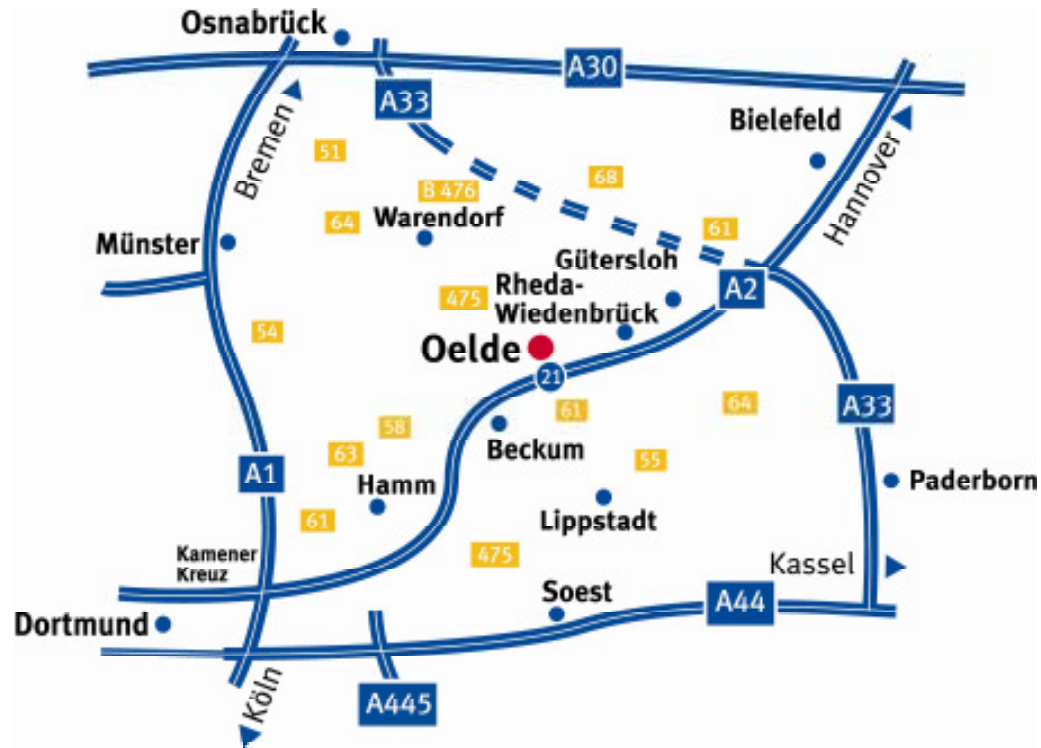 Osnabrück
A30
A33
Bremen
Bielefeld
Hannover
51
B 476
68
64
Warendorf
61
Münster
Gütersloh
Rheda-
Wiedenbrück
A2
475
54
Oelde
21
61
64
A33
58
Beckum
63
55
A1
Hamm
Paderborn
Lippstadt
61
475
Kamener
Kreuz
Kassel
Soest
A44
Dortmund
Köln
A445